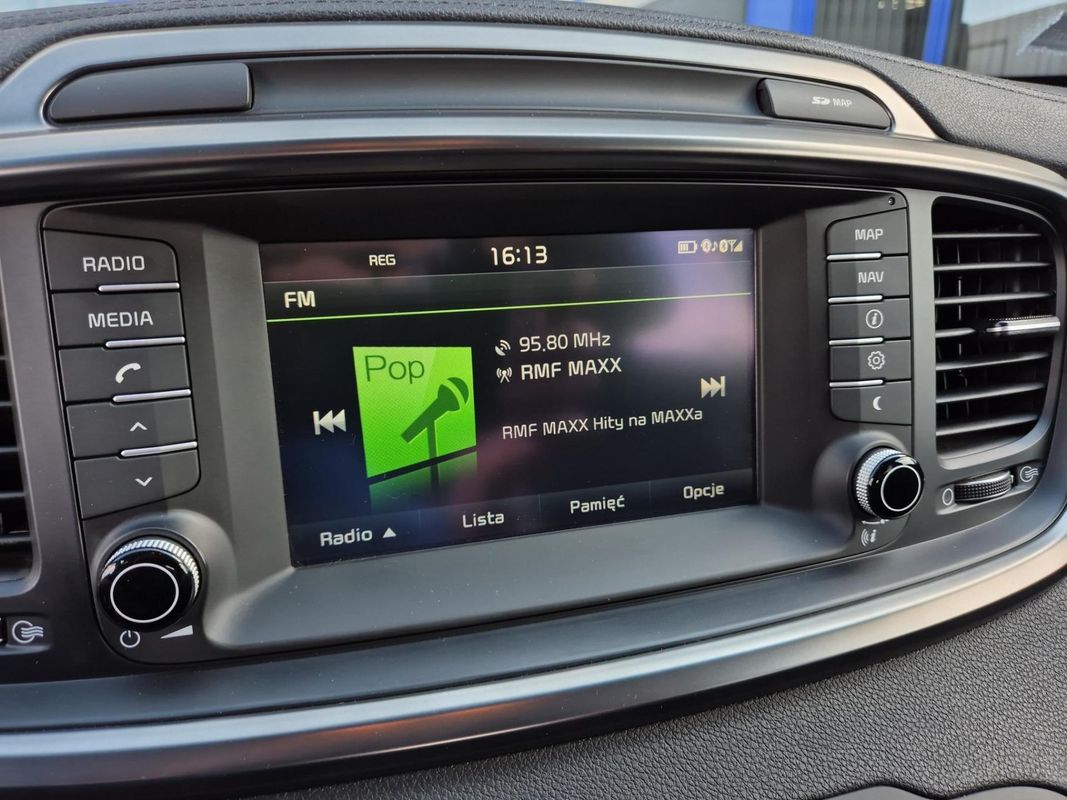 SD MAP
RADIO
MEDIA
MAP
NAV
REG
16:13
FM
Pop
95.80 MHz
RMF MAXX
RMF MAXX Hity na MAXXa
Radio ▲
Lista
Pamięć
Opcje